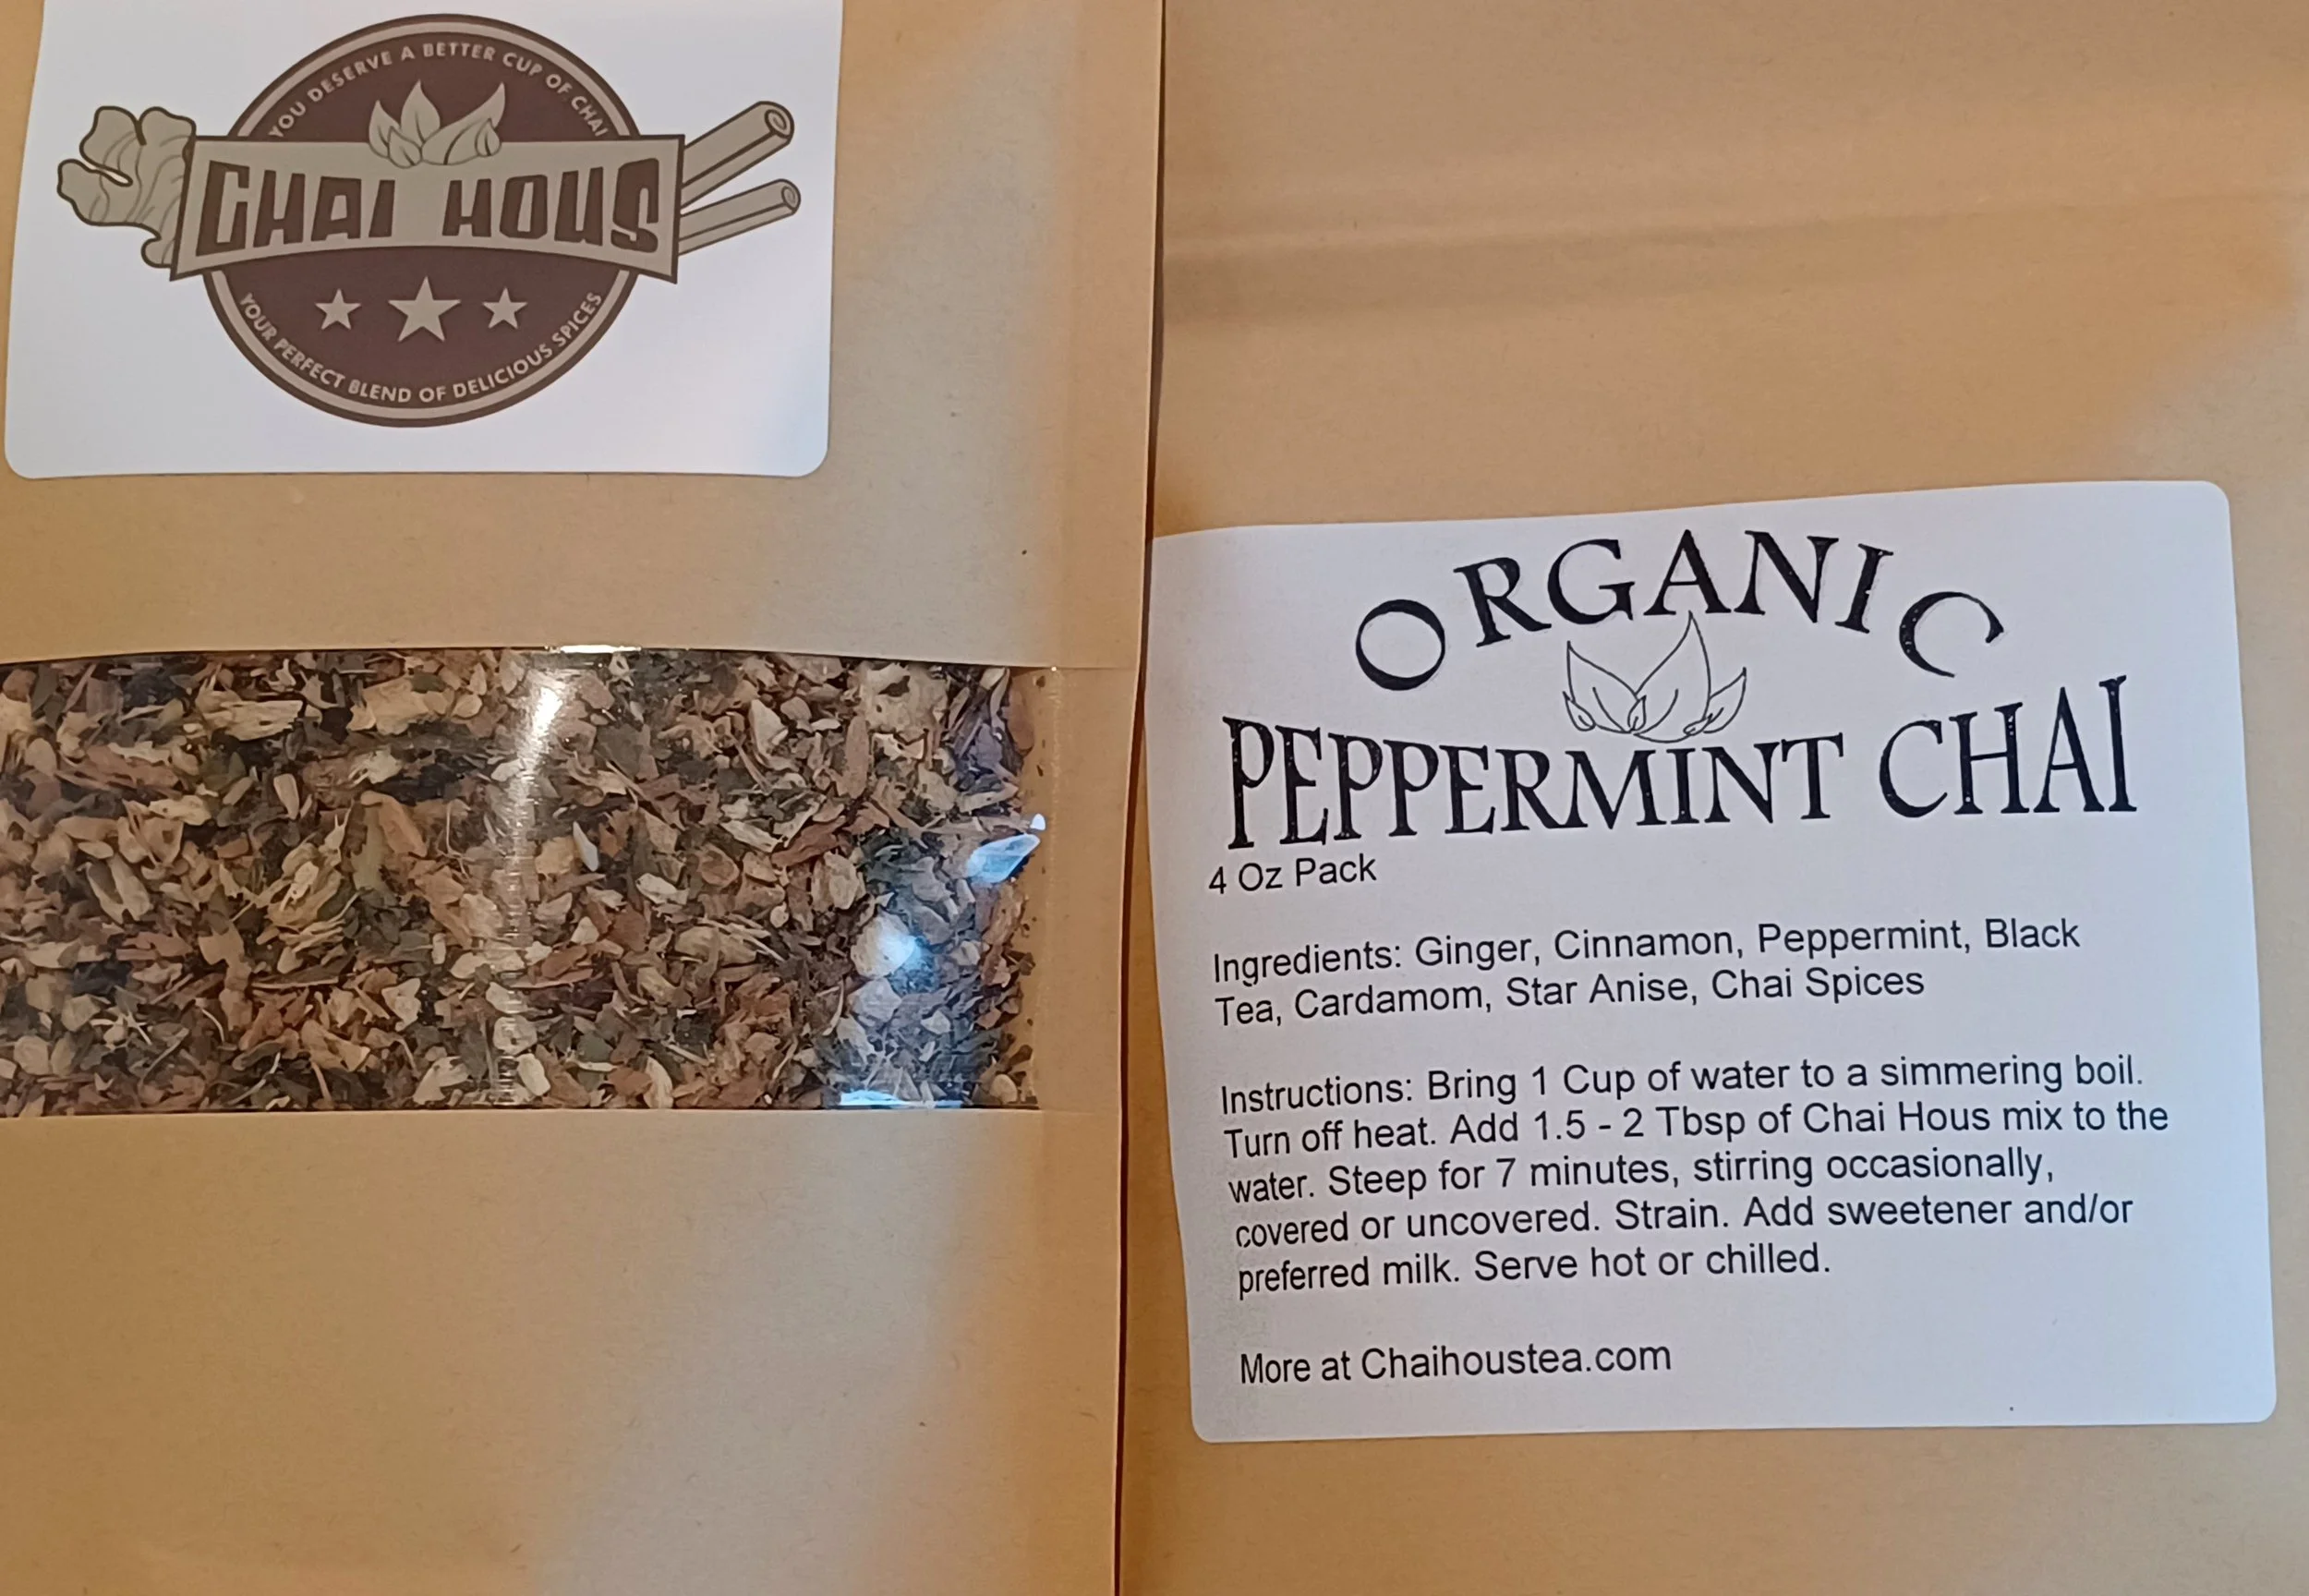 YOU DESERVE A BETTER CUP OF CHAI
CHAI HOUS
YOUR PERFECT BLEND OF DELICIOUS SPICES
ORGANIC
PEPPERMINT CHAI
4 Oz Pack
Ingredients: Ginger, Cinnamon, Peppermint, Black
Tea, Cardamom, Star Anise, Chai Spices
Instructions: Bring 1 Cup of water to a simmering boil.
Turn off heat. Add 1.5 - 2 Tbsp of Chai Hous mix to the
water. Steep for 7 minutes, stirring occasionally,
covered or uncovered. Strain. Add sweetener and/or
preferred milk. Serve hot or chilled.
More at Chaihoustea.com